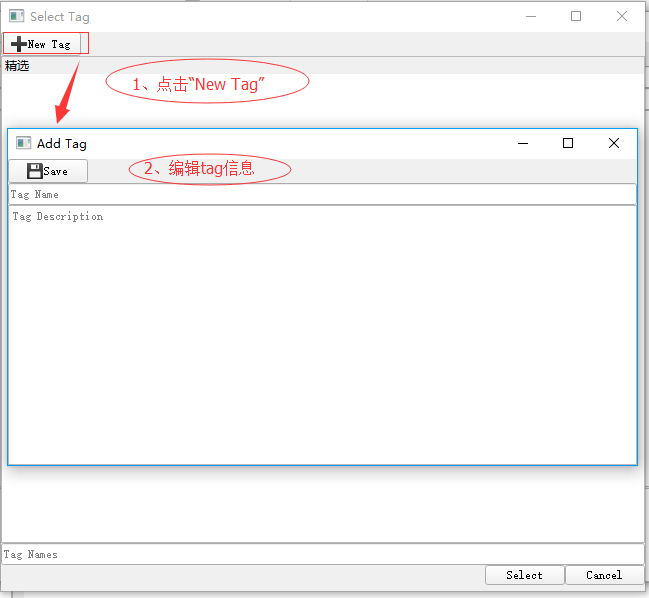 Select Tag
New Tag
精选
1、点击“New Tag”
Add Tag
Save
2、编辑tag信息
Tag Name
Tag Description
Tag Names
Select
Cancel